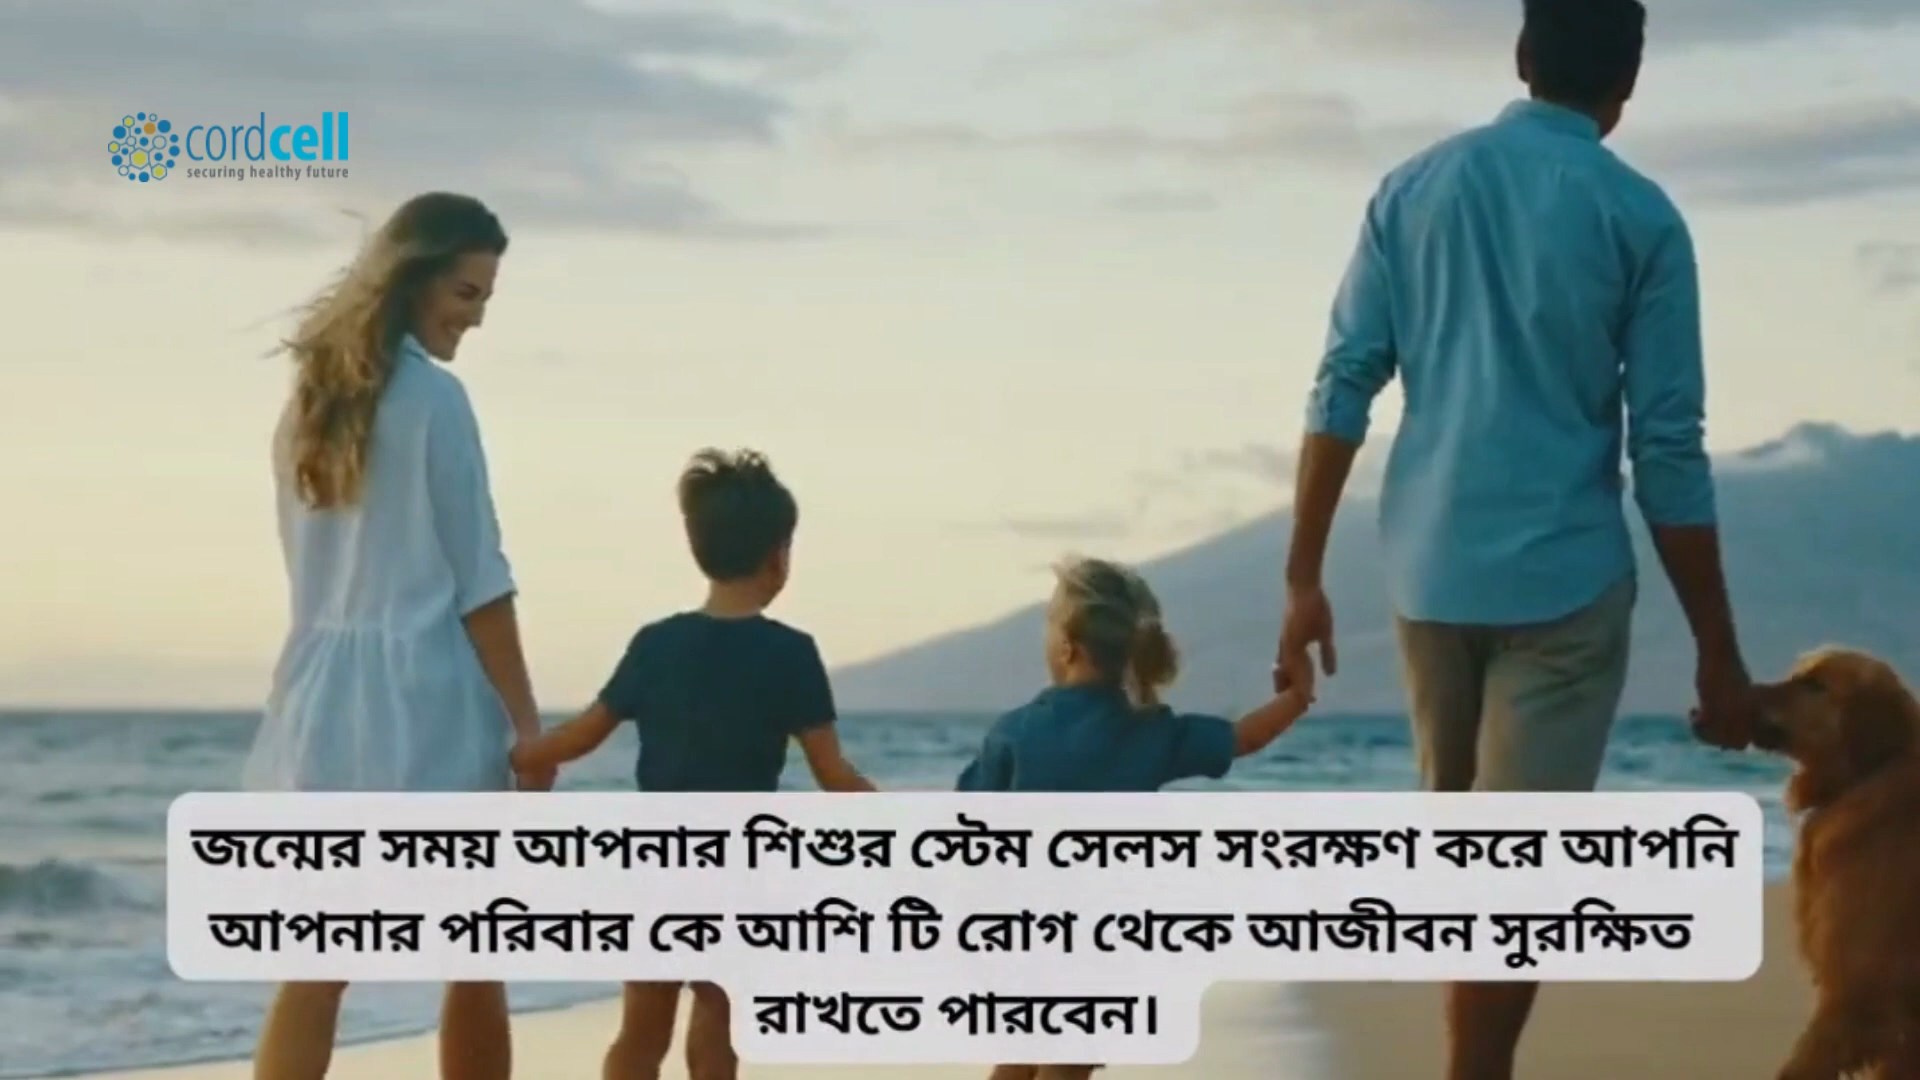 cordcell
securing healthy future
জন্মের সময় আপনার শিশুর স্টেম সেলস সংরক্ষণ করে আপনি
আপনার পরিবার কে আশি টি রোগ থেকে আজীবন সুরক্ষিত
রাখতে পারবেন।